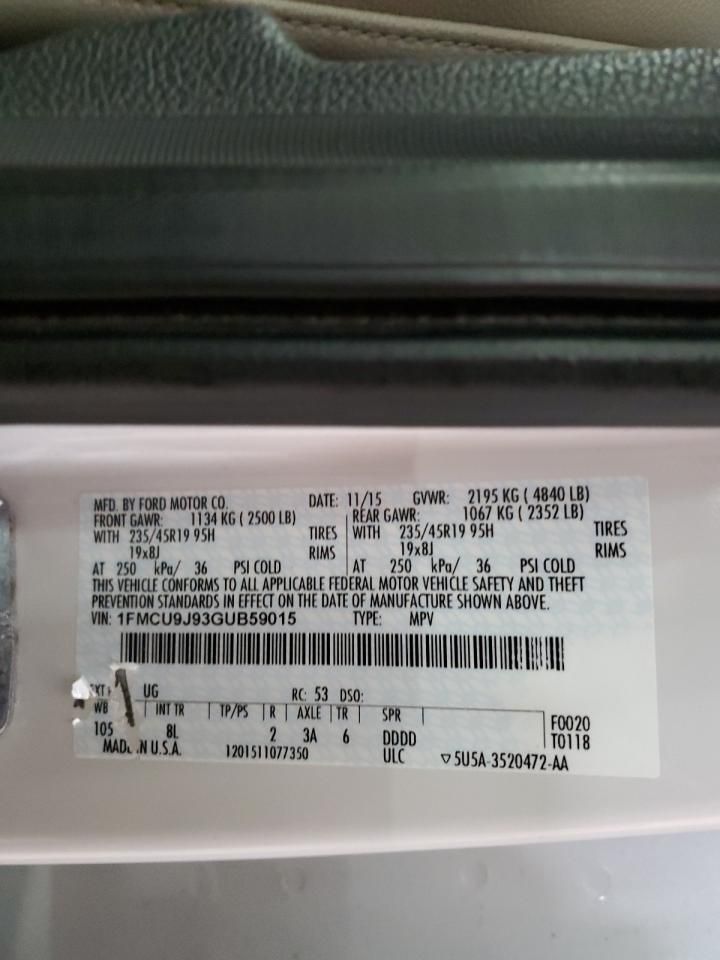 MFD. BY FORD MOTOR CO. DATE: 11/15 GVWR: 2195 KG ( 4840 LB)
FRONT GAWR: 1134 KG ( 2500 LB) REAR GAWR: 1067 KG ( 2352 LB)
WITH 235/45R19 95H TIRES WITH 235/45R19 95H TIRES
19x8J RIMS 19x8J RIMS
AT 250 kPa/ 36 PSI COLD AT 250 kPa/ 36 PSI COLD
THIS VEHICLE CONFORMS TO ALL APPLICABLE FEDERAL MOTOR VEHICLE SAFETY AND THEFT
PREVENTION STANDARDS IN EFFECT ON THE DATE OF MANUFACTURE SHOWN ABOVE.
VIN: 1FMCU9J93GUB59015 TYPE: MPV
UG RC: 53 DSO:
WB INT TR TP/PS R AXLE TR SPR F0020
105 8L 2 3A 6 DDDD T0118
IN U.S.A. 1201511077350 ULC ▽5U5A-3520472-AA